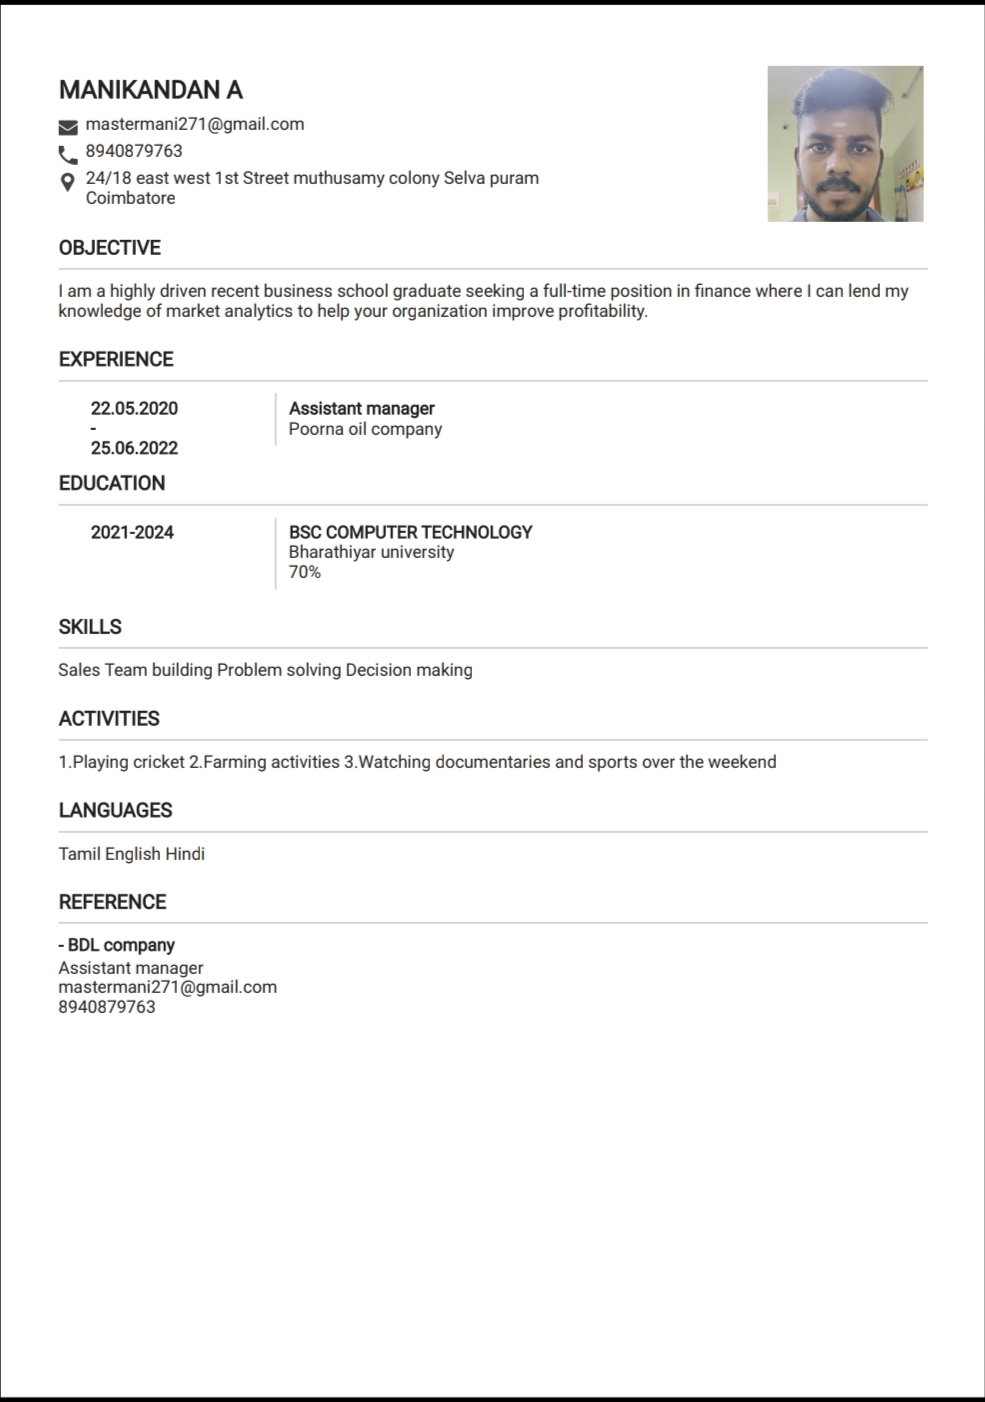 MANIKANDAN A
mastermani271@gmail.com
8940879763
24/18 east west 1st Street muthusamy colony Selva puram
Coimbatore
OBJECTIVE
I am a highly driven recent business school graduate seeking a full-time position in finance where I can lend my
knowledge of market analytics to help your organization improve profitability.
EXPERIENCE
22.05.2020
-
25.06.2022
Assistant manager
Poorna oil company
EDUCATION
2021-2024
BSC COMPUTER TECHNOLOGY
Bharathiyar university
70%
SKILLS
Sales Team building Problem solving Decision making
ACTIVITIES
1.Playing cricket 2.Farming activities 3.Watching documentaries and sports over the weekend
LANGUAGES
Tamil English Hindi
REFERENCE
- BDL company
Assistant manager
mastermani271@gmail.com
8940879763